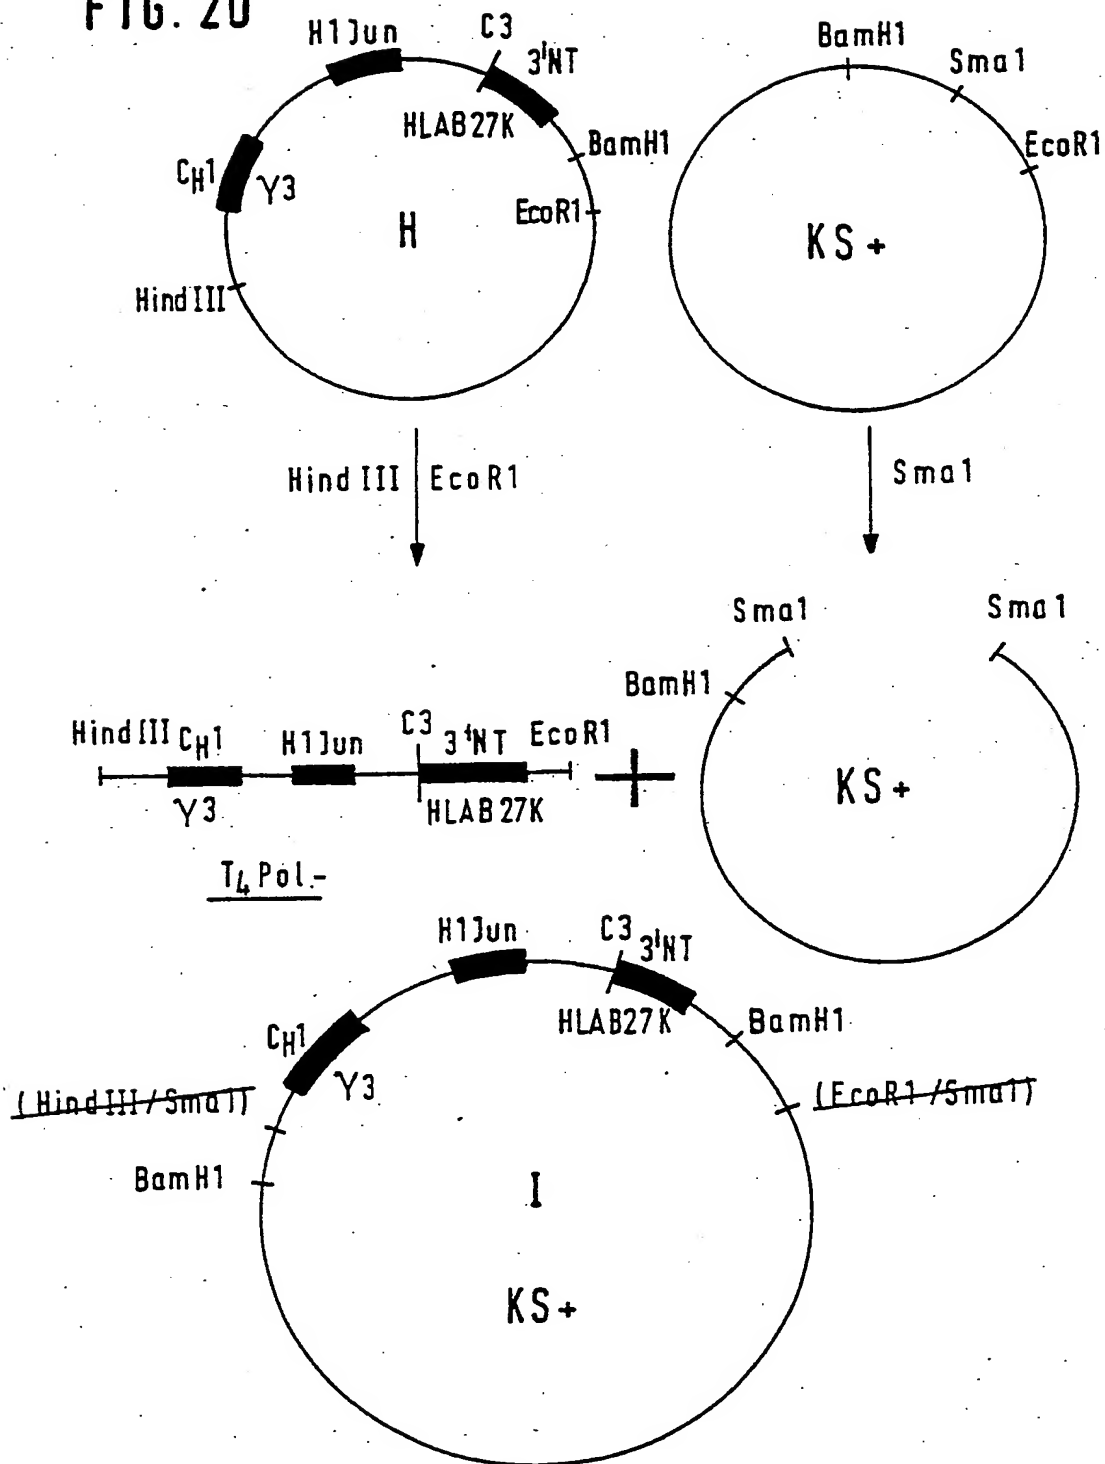 FIG. 20
H1Jun
C3
3'NT
HLAB27K
BamH1
EcoR1
CH1
γ3
H
HindIII
BamH1
Sma1
EcoR1
KS+
Hind III
EcoR1
Sma1
Sma1
Sma1
BamH1
KS+
HindIII
CH1
γ3
H1Jun
C3
3'NT
EcoR1
HLAB27K
+
T4 Pol.-
H1Jun
C3
3'NT
HLAB27K
BamH1
CH1
γ3
(HindIII/Sma1)
(EcoR1/Sma1)
BamH1
I
KS+